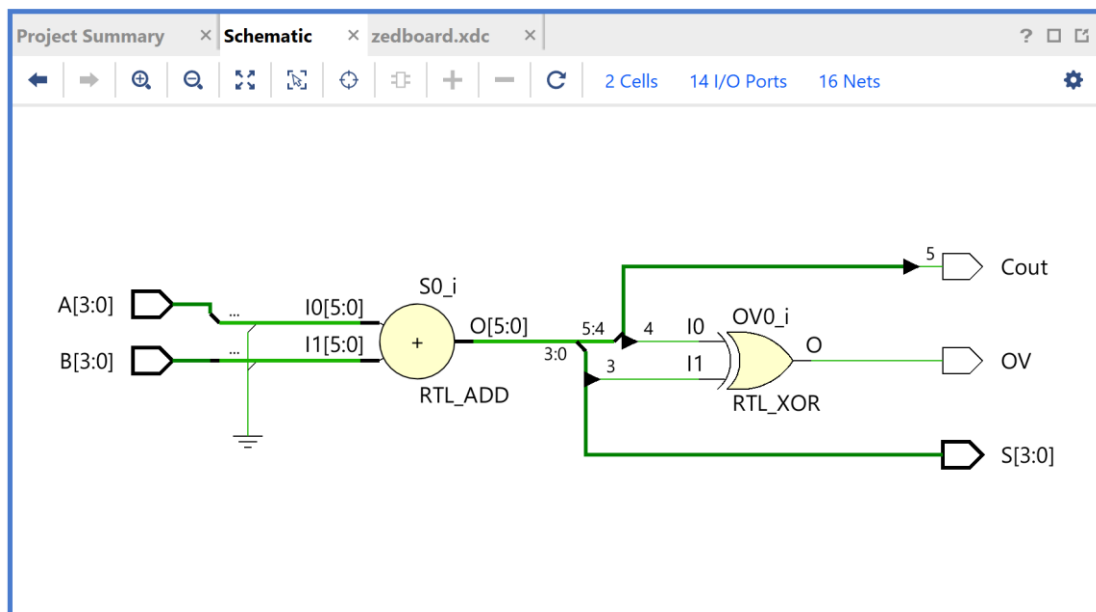 Project Summary × Schematic × zedboard.xdc × ?
2 Cells 14 I/O Ports 16 Nets
5
Cout
S0_i
A[3:0]
...
I0[5:0]
O[5:0]
5:4
4
I0
OV0_i
B[3:0]
...
I1[5:0]
+
3:0
3
I1
O
OV
RTL_ADD
RTL_XOR
S[3:0]